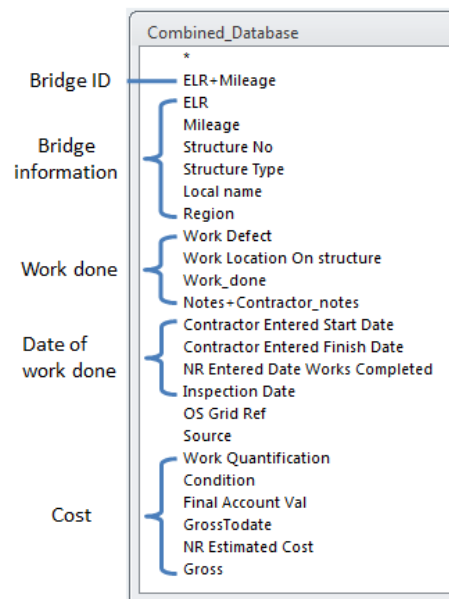 Combined_Database
*
Bridge ID
ELR+Mileage
Bridge
information
ELR
Mileage
Structure No
Structure Type
Local name
Region
Work done
Work Defect
Work Location On structure
Work_done
Notes+Contractor_notes
Date of
work done
Contractor Entered Start Date
Contractor Entered Finish Date
NR Entered Date Works Completed
Inspection Date
OS Grid Ref
Source
Cost
Work Quantification
Condition
Final Account Val
GrossTodate
NR Estimated Cost
Gross